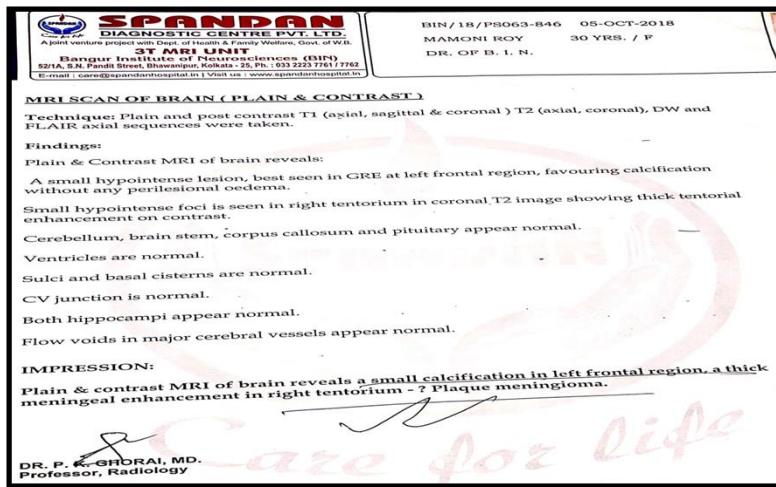 SPANDAN
Care for life
SPANDAN
DIAGNOSTIC CENTRE PVT. LTD.
A joint venture project with Dept. of Health & Family Welfare, Govt. of W.B.
3T MRI UNIT
Bangur Institute of Neurosciences (BIN)
52/1A, S.N. Pandit Street, Bhawanipur, Kolkata - 25, Ph. : 033 2223 7761 / 7762
E-mail : care@spandanhospital.in | Visit us : www.spandanhospital.in
BIN/18/PS063-846 05-OCT-2018
MAMONI ROY 30 YRS. / F
DR. OF B. I. N.
MRI SCAN OF BRAIN ( PLAIN & CONTRAST )
Technique: Plain and post contrast T1 (axial, sagittal & coronal ) T2 (axial, coronal), DW and
FLAIR axial sequences were taken.
Findings:
Plain & Contrast MRI of brain reveals:
A small hypointense lesion, best seen in GRE at left frontal region, favouring calcification
without any perilesional oedema.
Small hypointense foci is seen in right tentorium in coronal T2 image showing thick tentorial
enhancement on contrast.
Cerebellum, brain stem, corpus callosum and pituitary appear normal.
Ventricles are normal.
Sulci and basal cisterns are normal.
CV junction is normal.
Both hippocampi appear normal.
Flow voids in major cerebral vessels appear normal.
IMPRESSION:
Plain & contrast MRI of brain reveals a small calcification in left frontal region, a thick
meningeal enhancement in right tentorium - ? Plaque meningioma.
Care for life
DR. P. K. GHORAI, MD.
Professor, Radiology